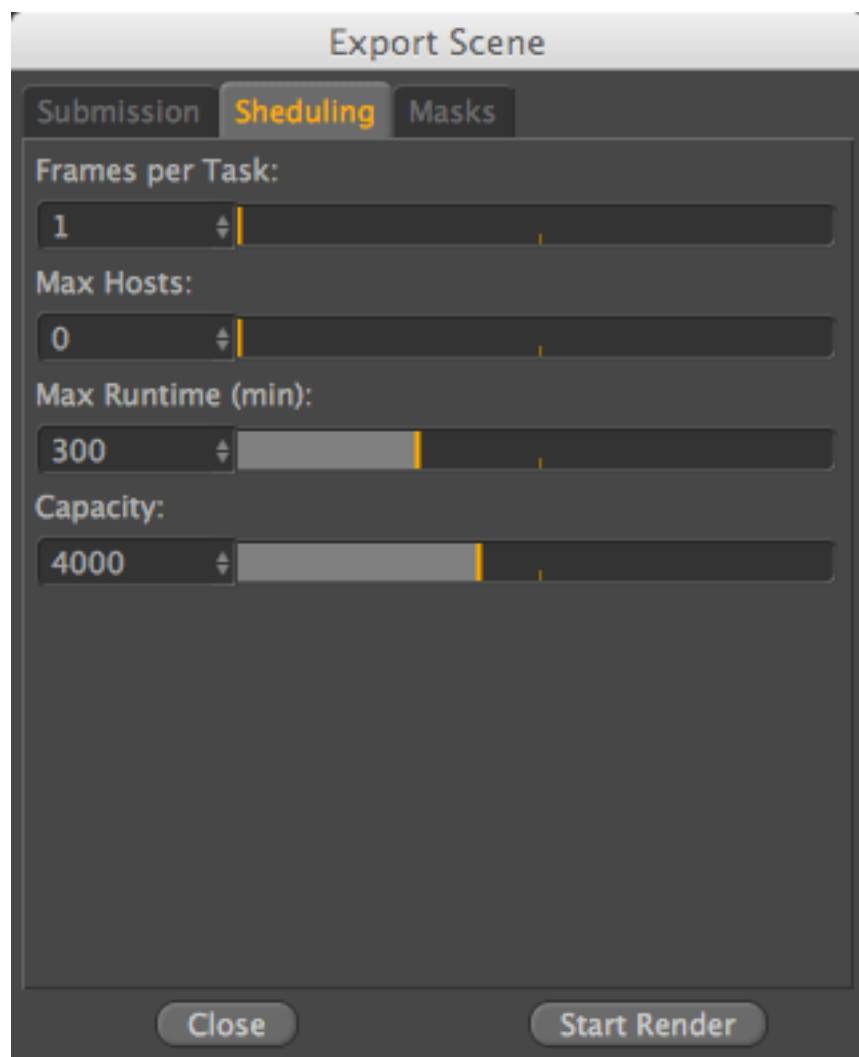 Export Scene
Submission Sheduling Masks
Frames per Task:
1
Max Hosts:
0
Max Runtime (min):
300
Capacity:
4000
Close Start Render